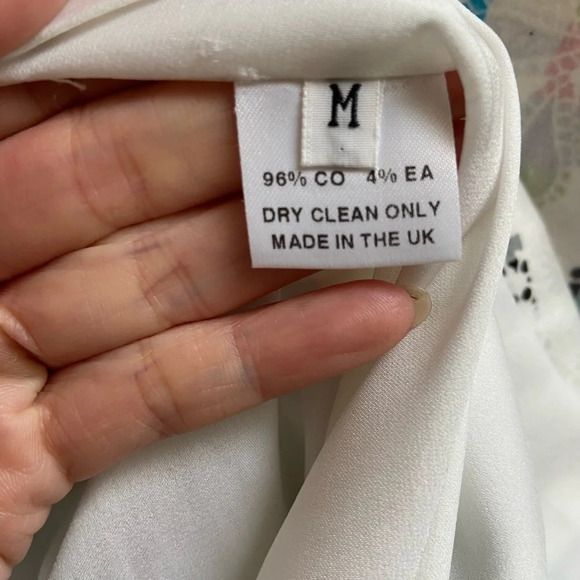 M
96% CO 4% EA
DRY CLEAN ONLY
MADE IN THE UK